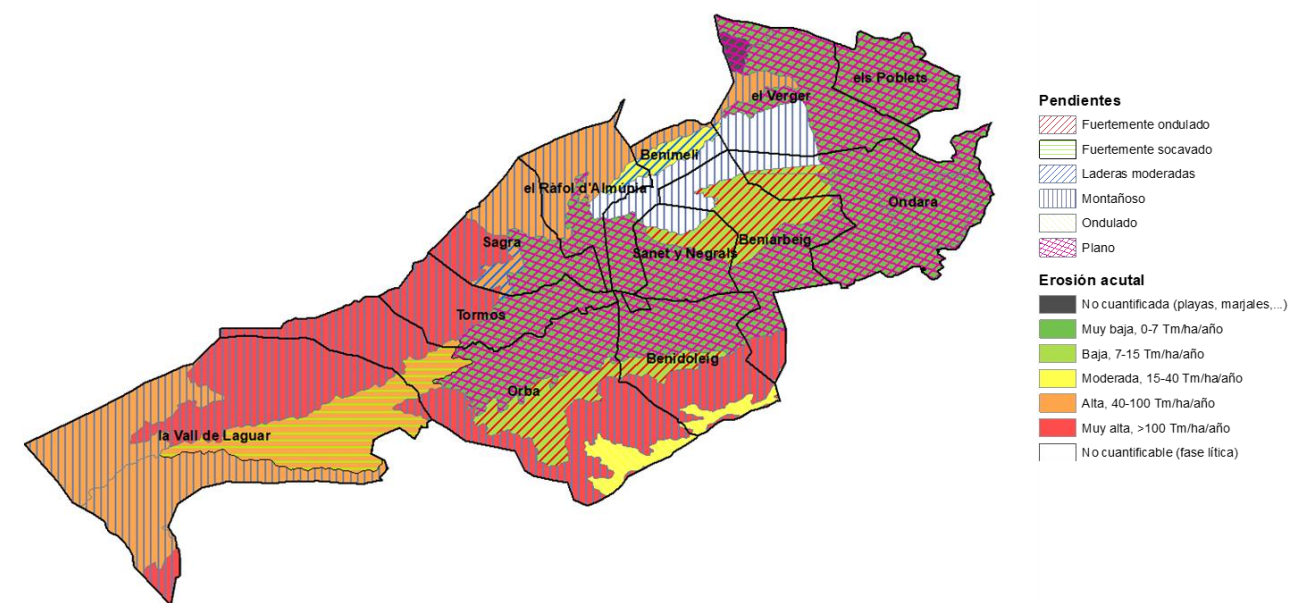 els Poblets
el Verger
Benimeli
el Ràfol d'Almúnia
Ondara
Sagra
Sanet y Negrals
Beniarbeig
Tormos
Benidoleig
Orba
la Vall de Laguar
Pendientes
Fuertemente ondulado
Fuertemente socavado
Laderas moderadas
Montañoso
Ondulado
Plano
Erosión acutal
No cuantificada (playas, marjales,...)
Muy baja, 0-7 Tm/ha/año
Baja, 7-15 Tm/ha/año
Moderada, 15-40 Tm/ha/año
Alta, 40-100 Tm/ha/año
Muy alta, >100 Tm/ha/año
No cuantificable (fase lítica)